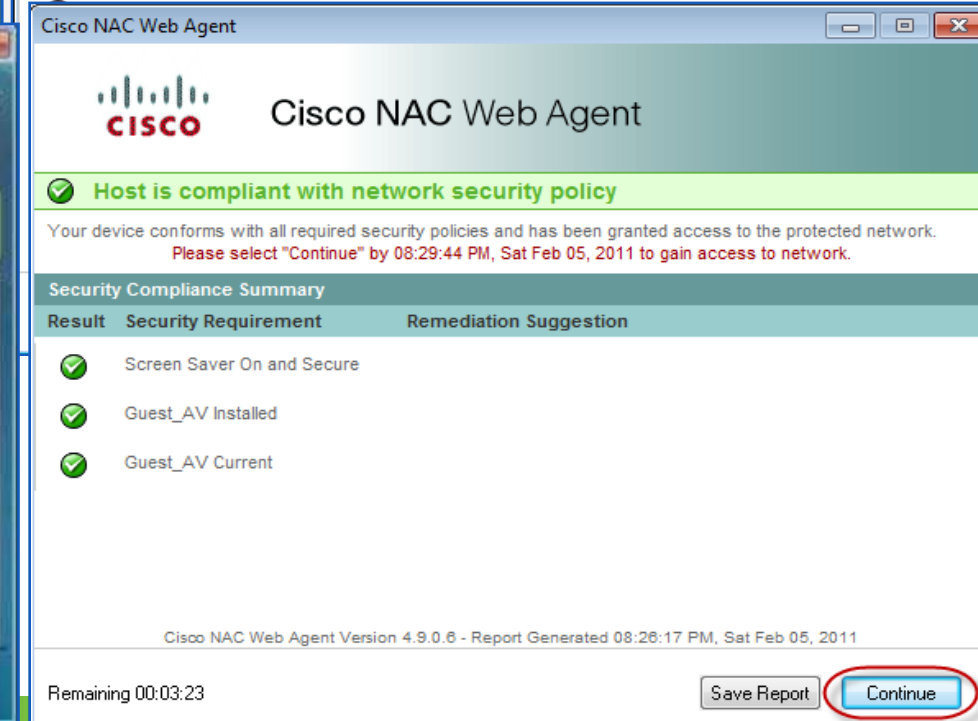 Cisco NAC Web Agent
CISCO
Cisco NAC Web Agent
Host is compliant with network security policy
Your device conforms with all required security policies and has been granted access to the protected network.
Please select "Continue" by 08:29:44 PM, Sat Feb 05, 2011 to gain access to network.
Security Compliance Summary
Result Security Requirement Remediation Suggestion
Screen Saver On and Secure
Guest_AV Installed
Guest_AV Current
Cisco NAC Web Agent Version 4.9.0.6 - Report Generated 08:26:17 PM, Sat Feb 05, 2011
Remaining 00:03:23 Save Report Continue